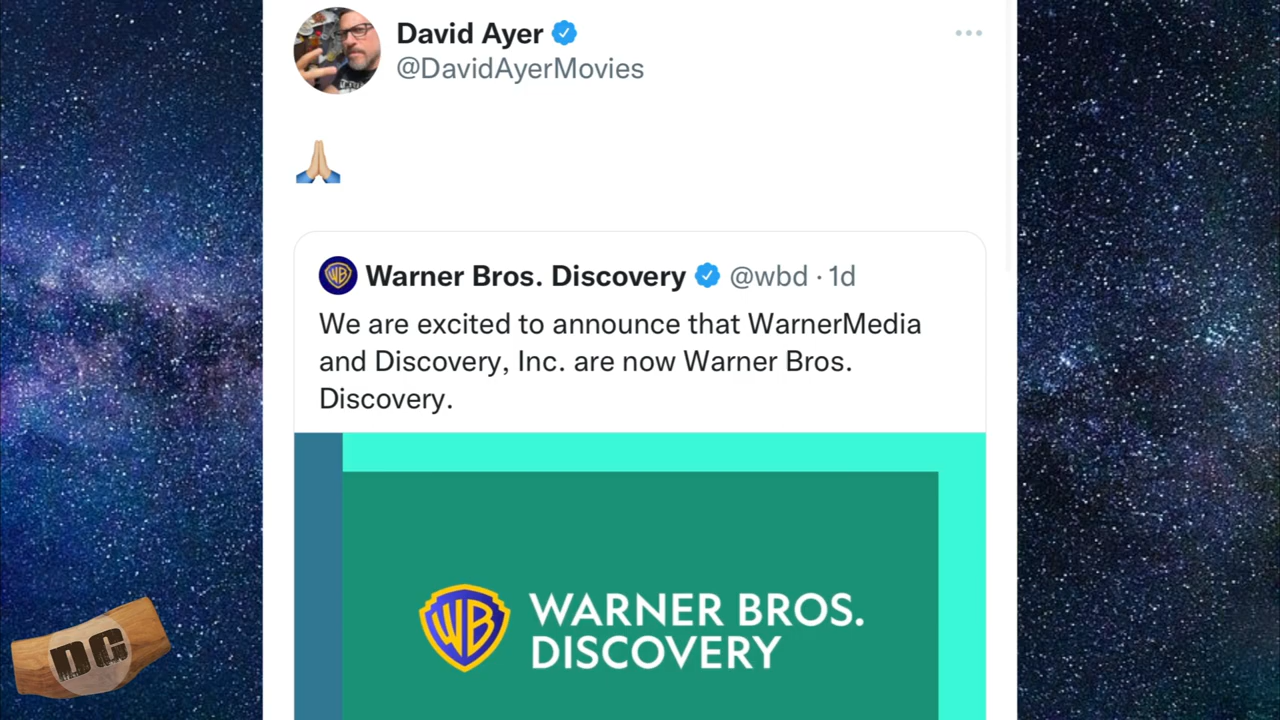 David Ayer
@DavidAyerMovies
🙏🏼
Warner Bros. Discovery @wbd · 1d
We are excited to announce that WarnerMedia
and Discovery, Inc. are now Warner Bros.
Discovery.
WB WARNER BROS.
DISCOVERY
DG